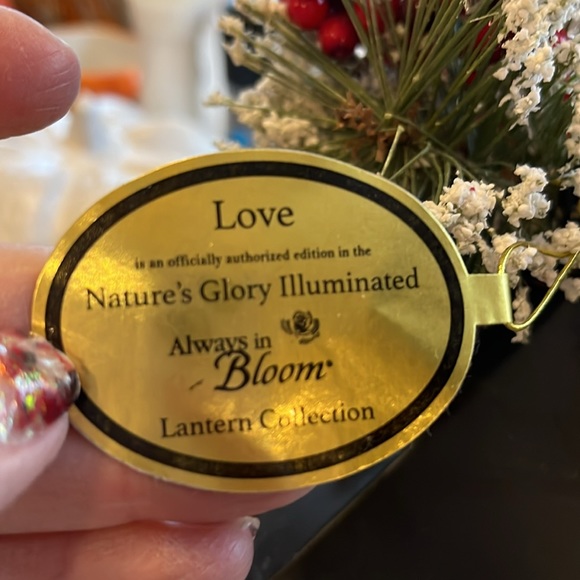 Love
is an officially authorized edition in the
Nature's Glory Illuminated
Always in
Bloom®
Lantern Collection